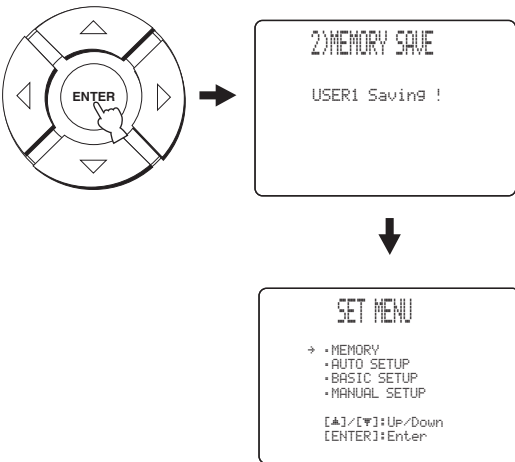 ENTER
2)MEMORY SAVE
USER1 Saving !
SET MENU
→ .MEMORY
.AUTO SETUP
.BASIC SETUP
.MANUAL SETUP
[▲]/[▼]:Up/Down
[ENTER]:Enter